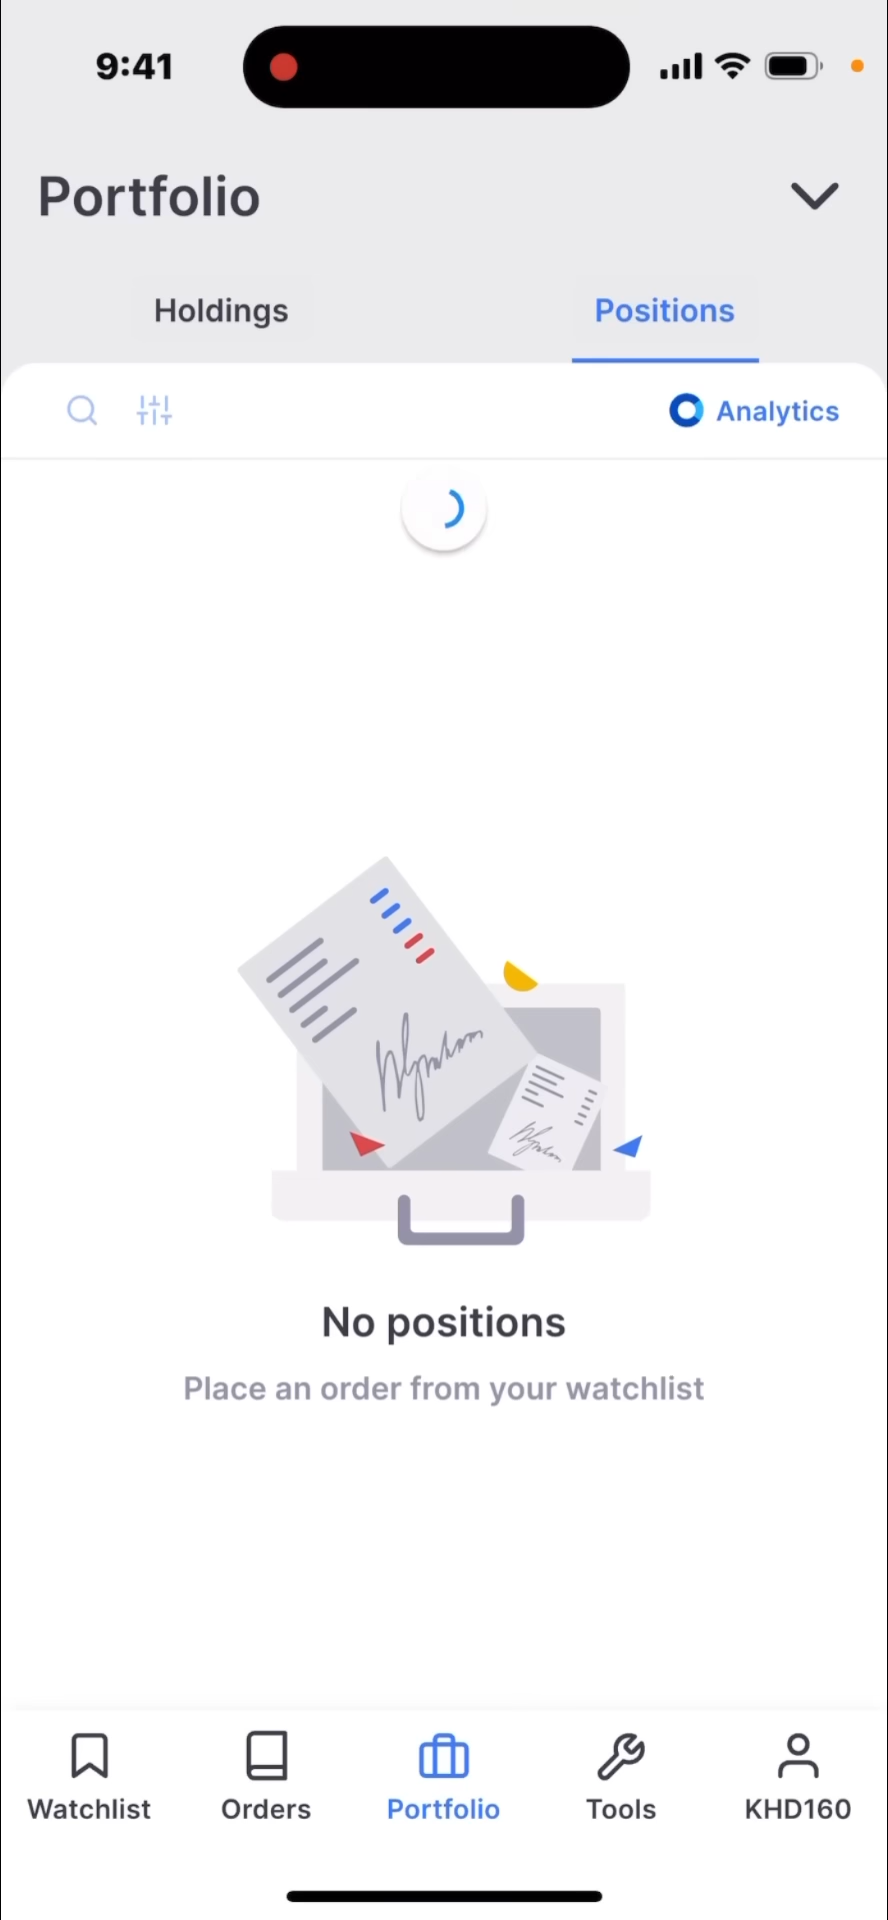 9:41
Portfolio
Holdings
Positions
Analytics
No positions
Place an order from your watchlist
Watchlist
Orders
Portfolio
Tools
KHD160